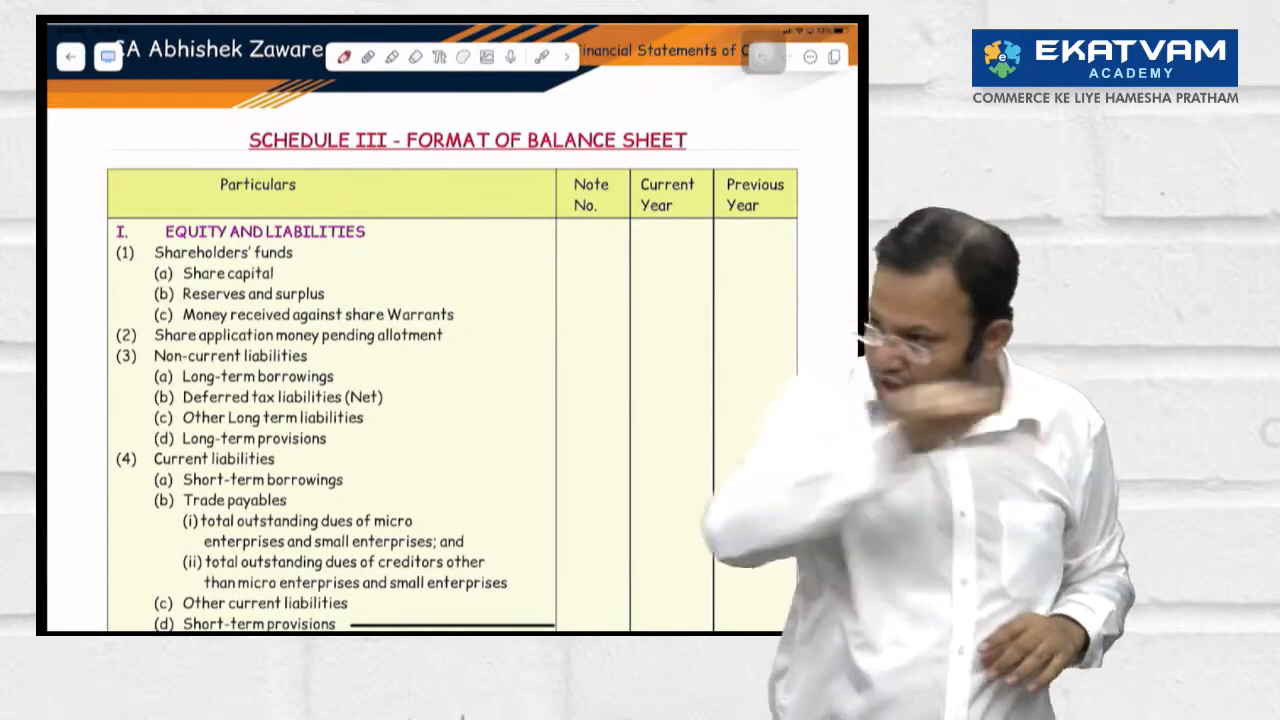 CA Abhishek Zaware
Financial Statements of C
EKATVAM
ACADEMY
COMMERCE KE LIYE HAMESHA PRATHAM
SCHEDULE III - FORMAT OF BALANCE SHEET
Particulars Note No. Current Year Previous Year
I. EQUITY AND LIABILITIES
(1) Shareholders' funds
(a) Share capital
(b) Reserves and surplus
(c) Money received against share Warrants
(2) Share application money pending allotment
(3) Non-current liabilities
(a) Long-term borrowings
(b) Deferred tax liabilities (Net)
(c) Other Long term liabilities
(d) Long-term provisions
(4) Current liabilities
(a) Short-term borrowings
(b) Trade payables
(i) total outstanding dues of micro
enterprises and small enterprises; and
(ii) total outstanding dues of creditors other
than micro enterprises and small enterprises
(c) Other current liabilities
(d) Short-term provisions